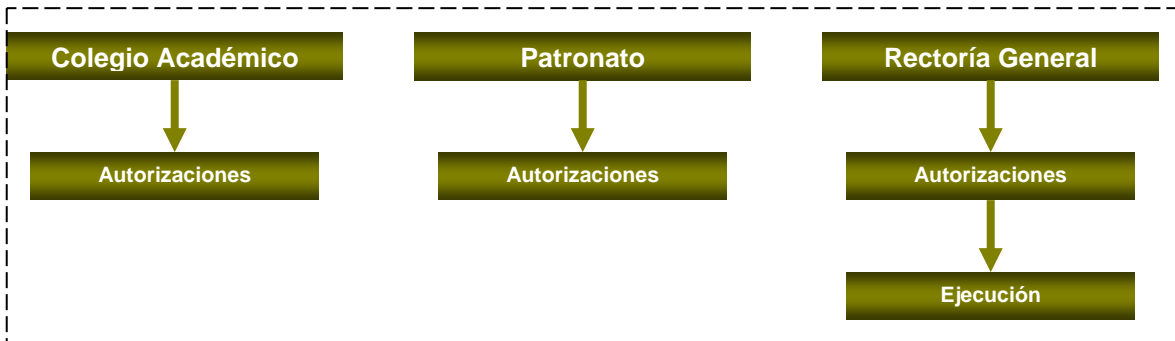 Colegio Académico
Patronato
Rectoría General
Autorizaciones
Autorizaciones
Autorizaciones
Ejecución